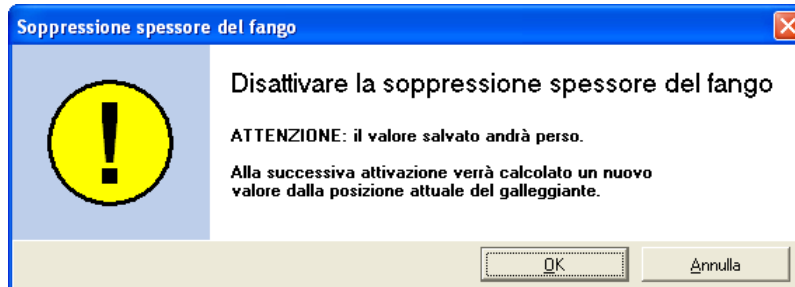 Soppressione spessore del fango
Disattivare la soppressione spessore del fango
ATTENZIONE: il valore salvato andrà perso.
Alla successiva attivazione verrà calcolato un nuovo
valore dalla posizione attuale del galleggiante.
OK
Annulla